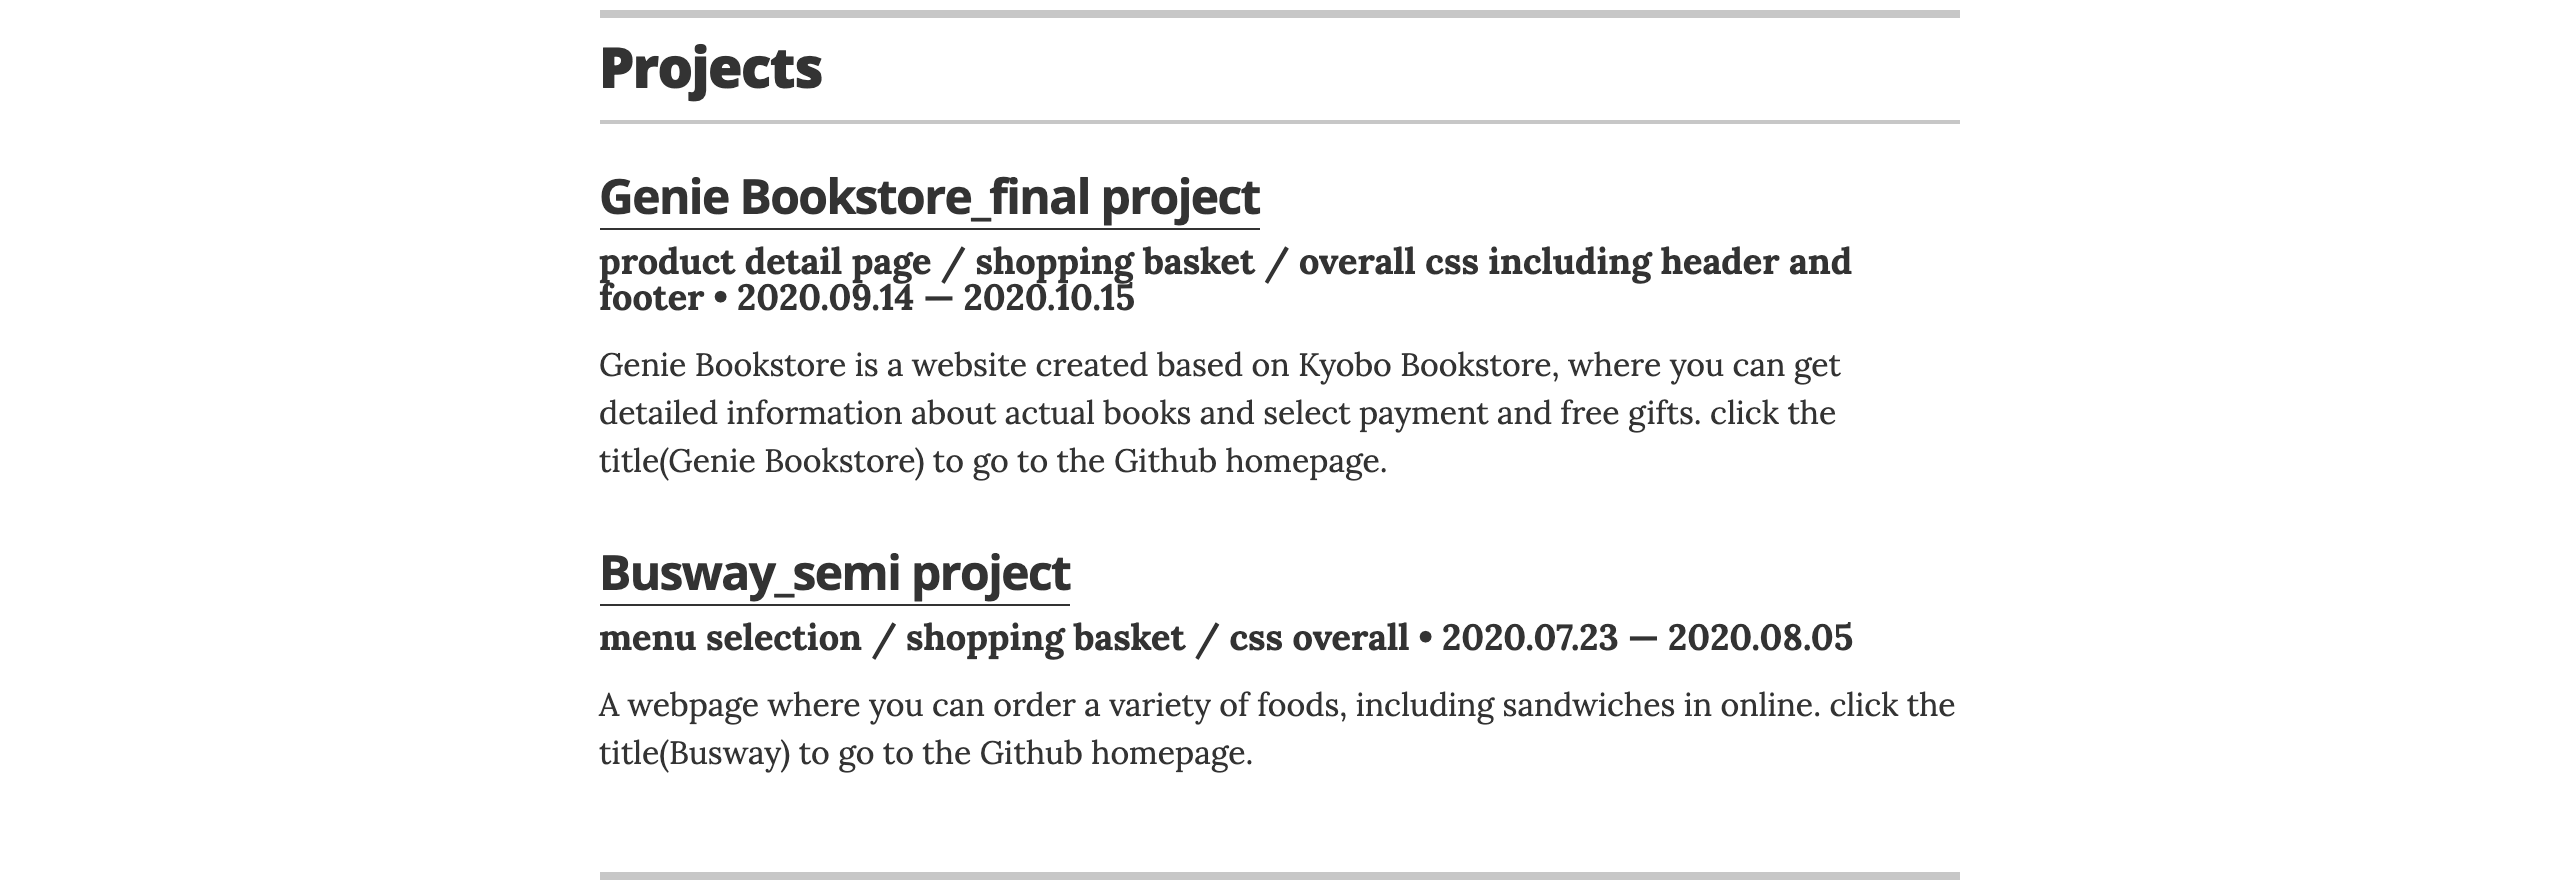 Projects
Genie Bookstore_final project
product detail page / shopping basket / overall css including header and
footer • 2020.09.14 — 2020.10.15
Genie Bookstore is a website created based on Kyobo Bookstore, where you can get
detailed information about actual books and select payment and free gifts. click the
title(Genie Bookstore) to go to the Github homepage.
Busway_semi project
menu selection / shopping basket / css overall • 2020.07.23 — 2020.08.05
A webpage where you can order a variety of foods, including sandwiches in online. click the
title(Busway) to go to the Github homepage.